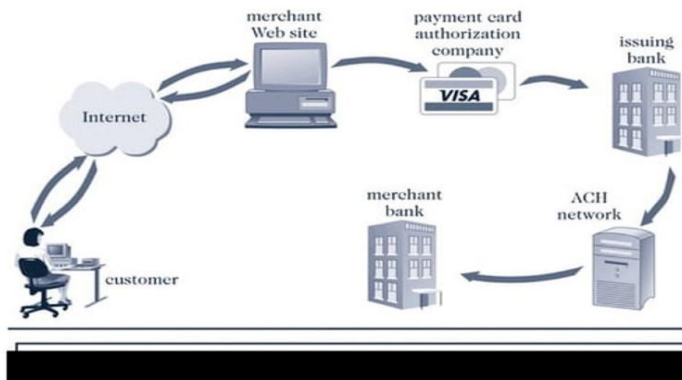 merchant
Web site
payment card
authorization
company
issuing
bank
Internet
VISA
merchant
bank
ACH
network
customer